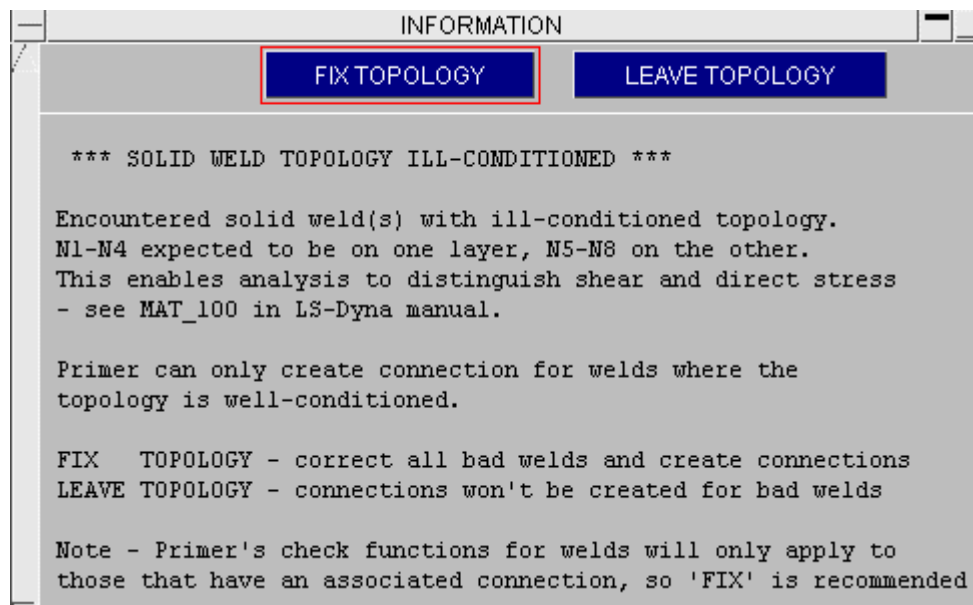 INFORMATION
FIX TOPOLOGY LEAVE TOPOLOGY
*** SOLID WELD TOPOLOGY ILL-CONDITIONED ***
Encountered solid weld(s) with ill-conditioned topology.
N1-N4 expected to be on one layer, N5-N8 on the other.
This enables analysis to distinguish shear and direct stress
- see MAT_100 in LS-Dyna manual.
Primer can only create connection for welds where the
topology is well-conditioned.
FIX   TOPOLOGY - correct all bad welds and create connections
LEAVE TOPOLOGY - connections won't be created for bad welds
Note - Primer's check functions for welds will only apply to
those that have an associated connection, so 'FIX' is recommended